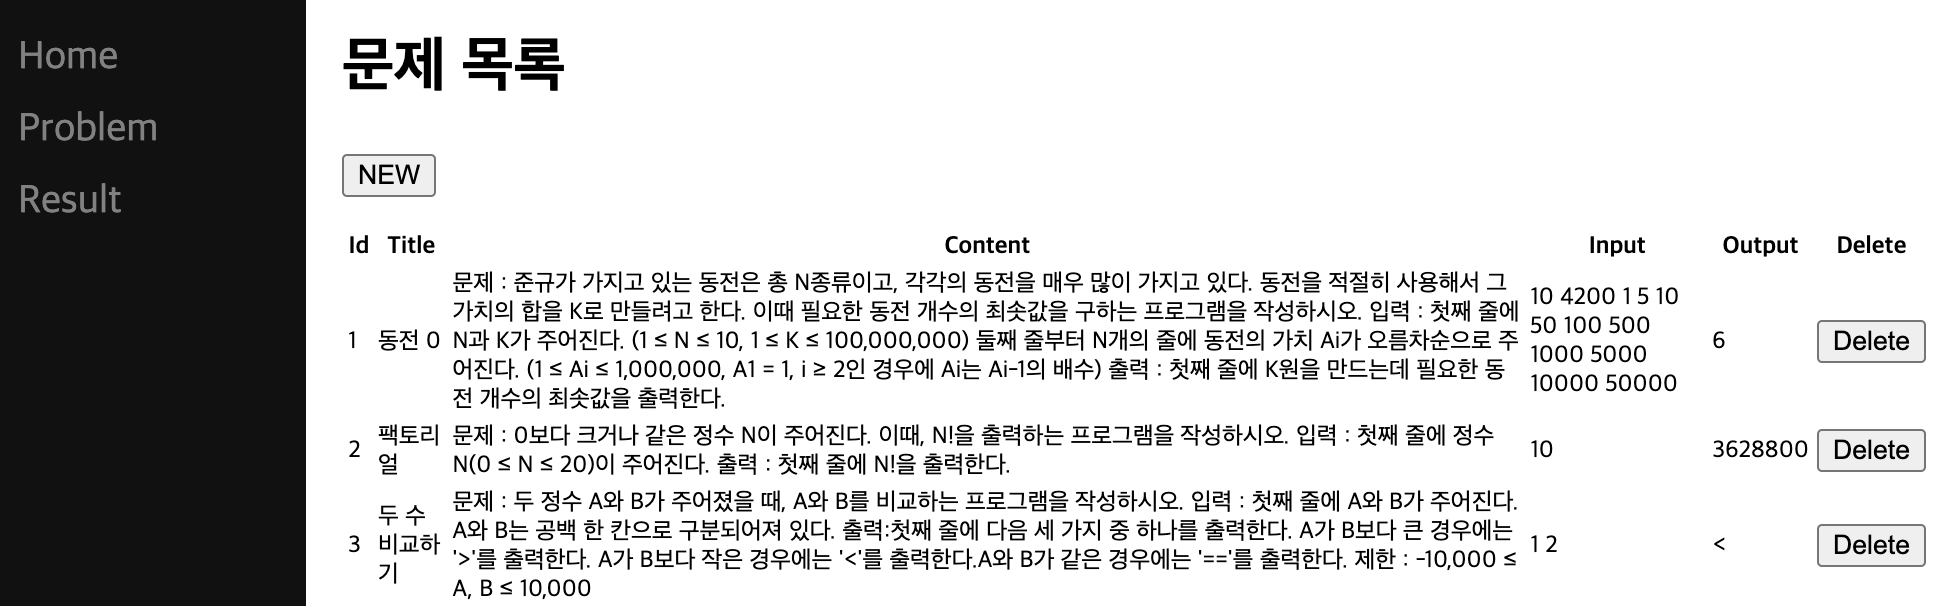 Home
Problem
Result
문제 목록
NEW
Id Title Content Input Output Delete
1
동전 0
문제 : 준규가 가지고 있는 동전은 총 N종류이고, 각각의 동전을 매우 많이 가지고 있다. 동전을 적절히 사용해서 그
가치의 합을 K로 만들려고 한다. 이때 필요한 동전 개수의 최솟값을 구하는 프로그램을 작성하시오. 입력 : 첫째 줄에
N과 K가 주어진다. (1 ≤ N ≤ 10, 1 ≤ K ≤ 100,000,000) 둘째 줄부터 N개의 줄에 동전의 가치 Ai가 오름차순으로 주
어진다. (1 ≤ Ai ≤ 1,000,000, A1 = 1, i ≥ 2인 경우에 Ai는 Ai-1의 배수) 출력 : 첫째 줄에 K원을 만드는데 필요한 동
전 개수의 최솟값을 출력한다.
10 4200 1 5 10
50 100 500
1000 5000
10000 50000
6
Delete
2
팩토리
얼
문제 : 0보다 크거나 같은 정수 N이 주어진다. 이때, N!을 출력하는 프로그램을 작성하시오. 입력 : 첫째 줄에 정수
N(0 ≤ N ≤ 20)이 주어진다. 출력 : 첫째 줄에 N!을 출력한다.
10
3628800
Delete
3
두 수
비교하
기
문제 : 두 정수 A와 B가 주어졌을 때, A와 B를 비교하는 프로그램을 작성하시오. 입력 : 첫째 줄에 A와 B가 주어진다.
A와 B는 공백 한 칸으로 구분되어져 있다. 출력:첫째 줄에 다음 세 가지 중 하나를 출력한다. A가 B보다 큰 경우에는
'>'를 출력한다. A가 B보다 작은 경우에는 '<'를 출력한다.A와 B가 같은 경우에는 '=='를 출력한다. 제한 : -10,000 ≤
A, B ≤ 10,000
1 2
<
Delete